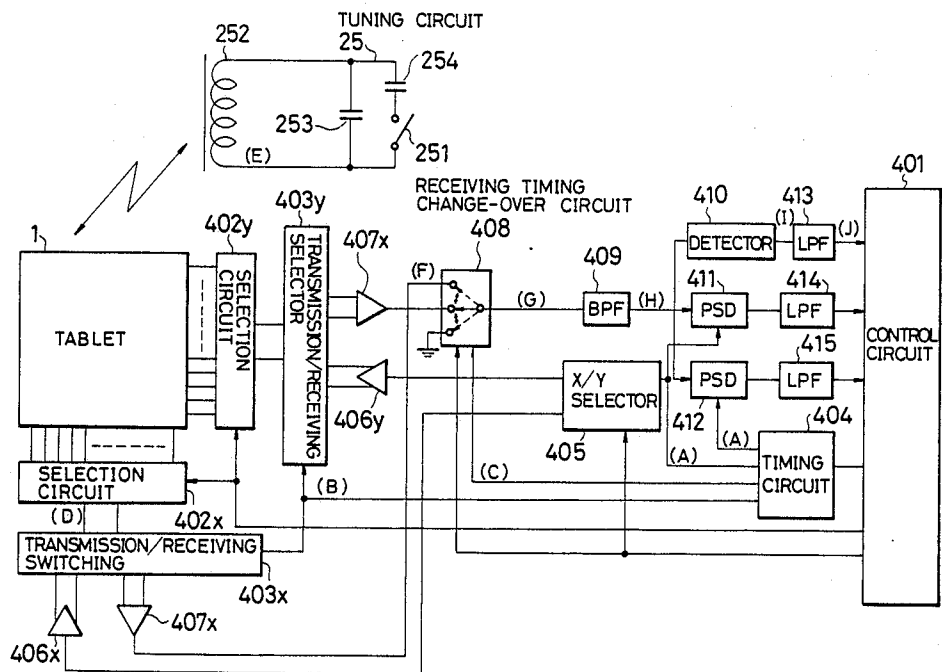 TUNING CIRCUIT
252
25
254
253
251
(E)
RECEIVING TIMING
CHANGE-OVER CIRCUIT
401
1
402y
403y
407x
408
410
(I)
413
(J)
TABLET
SELECTION
CIRCUIT
TRANSMISSION/RECEIVING
SELECTOR
(F)
(G)
409
BPF
(H)
DETECTOR
LPF
411
PSD
414
LPF
CONTROL
CIRCUIT
406y
X/Y
SELECTOR
405
412
PSD
415
LPF
404
(A)
(A)
TIMING
CIRCUIT
SELECTION
CIRCUIT
402x
(B)
(C)
(D)
TRANSMISSION/RECEIVING
SWITCHING
403x
406x
407x